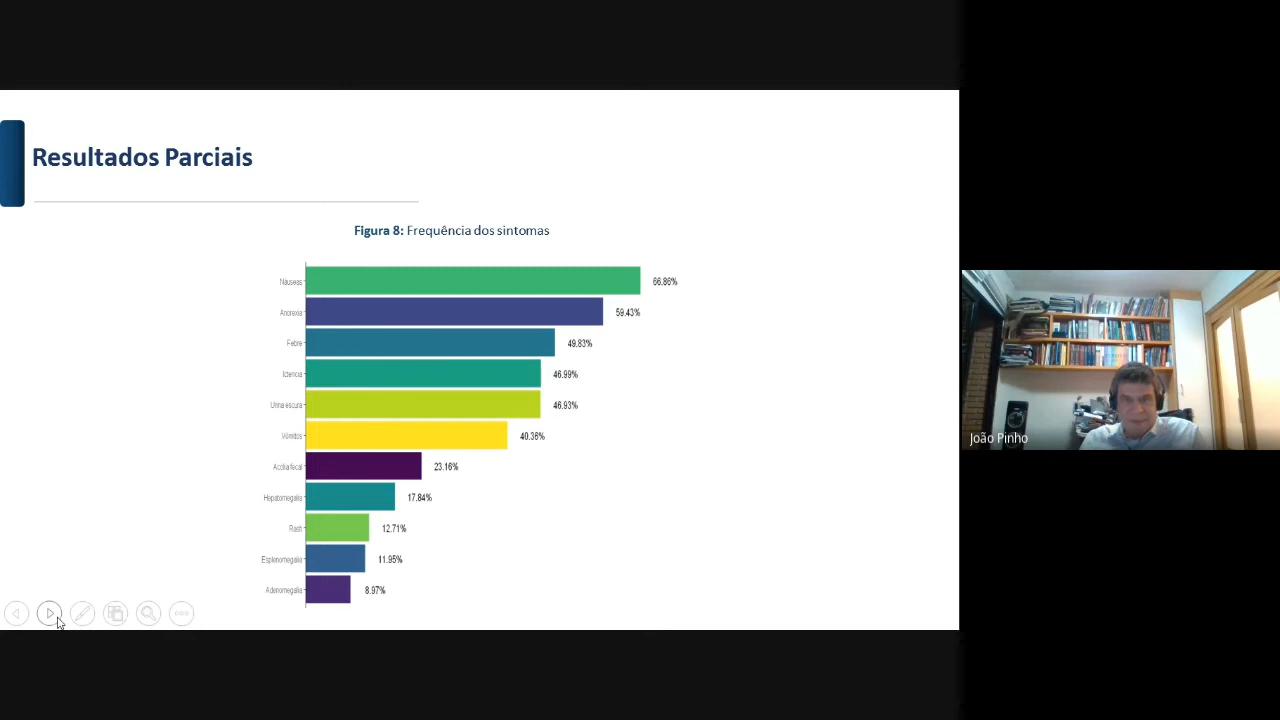 Resultados Parciais
Figura 8: Frequência dos sintomas
Náuseas 66.86%
Anorexia 59.43%
Febre 49.83%
Icterícia 46.99%
Urina escura 46.93%
Vômitos 40.36%
Acolia fecal 23.16%
Hepatomegalia 17.84%
Rash 12.71%
Esplenomegalia 11.95%
Adenomegalia 8.97%
João Pinho